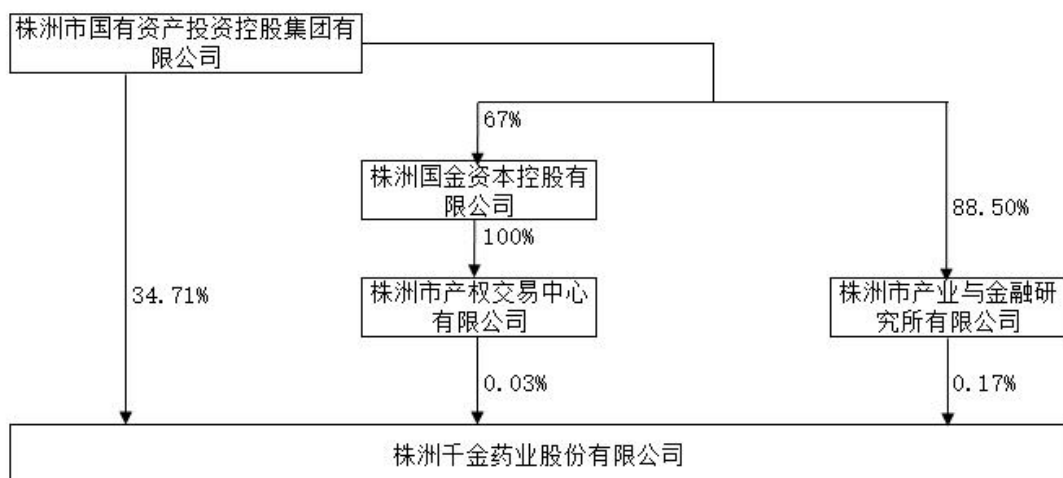 株洲市国有资产投资控股集团有
限公司
67%
株洲国金资本控股有
限公司
88.50%
100%
34.71%
株洲市产权交易中心
有限公司
株洲市产业与金融研
究所有限公司
0.03%
0.17%
株洲千金药业股份有限公司